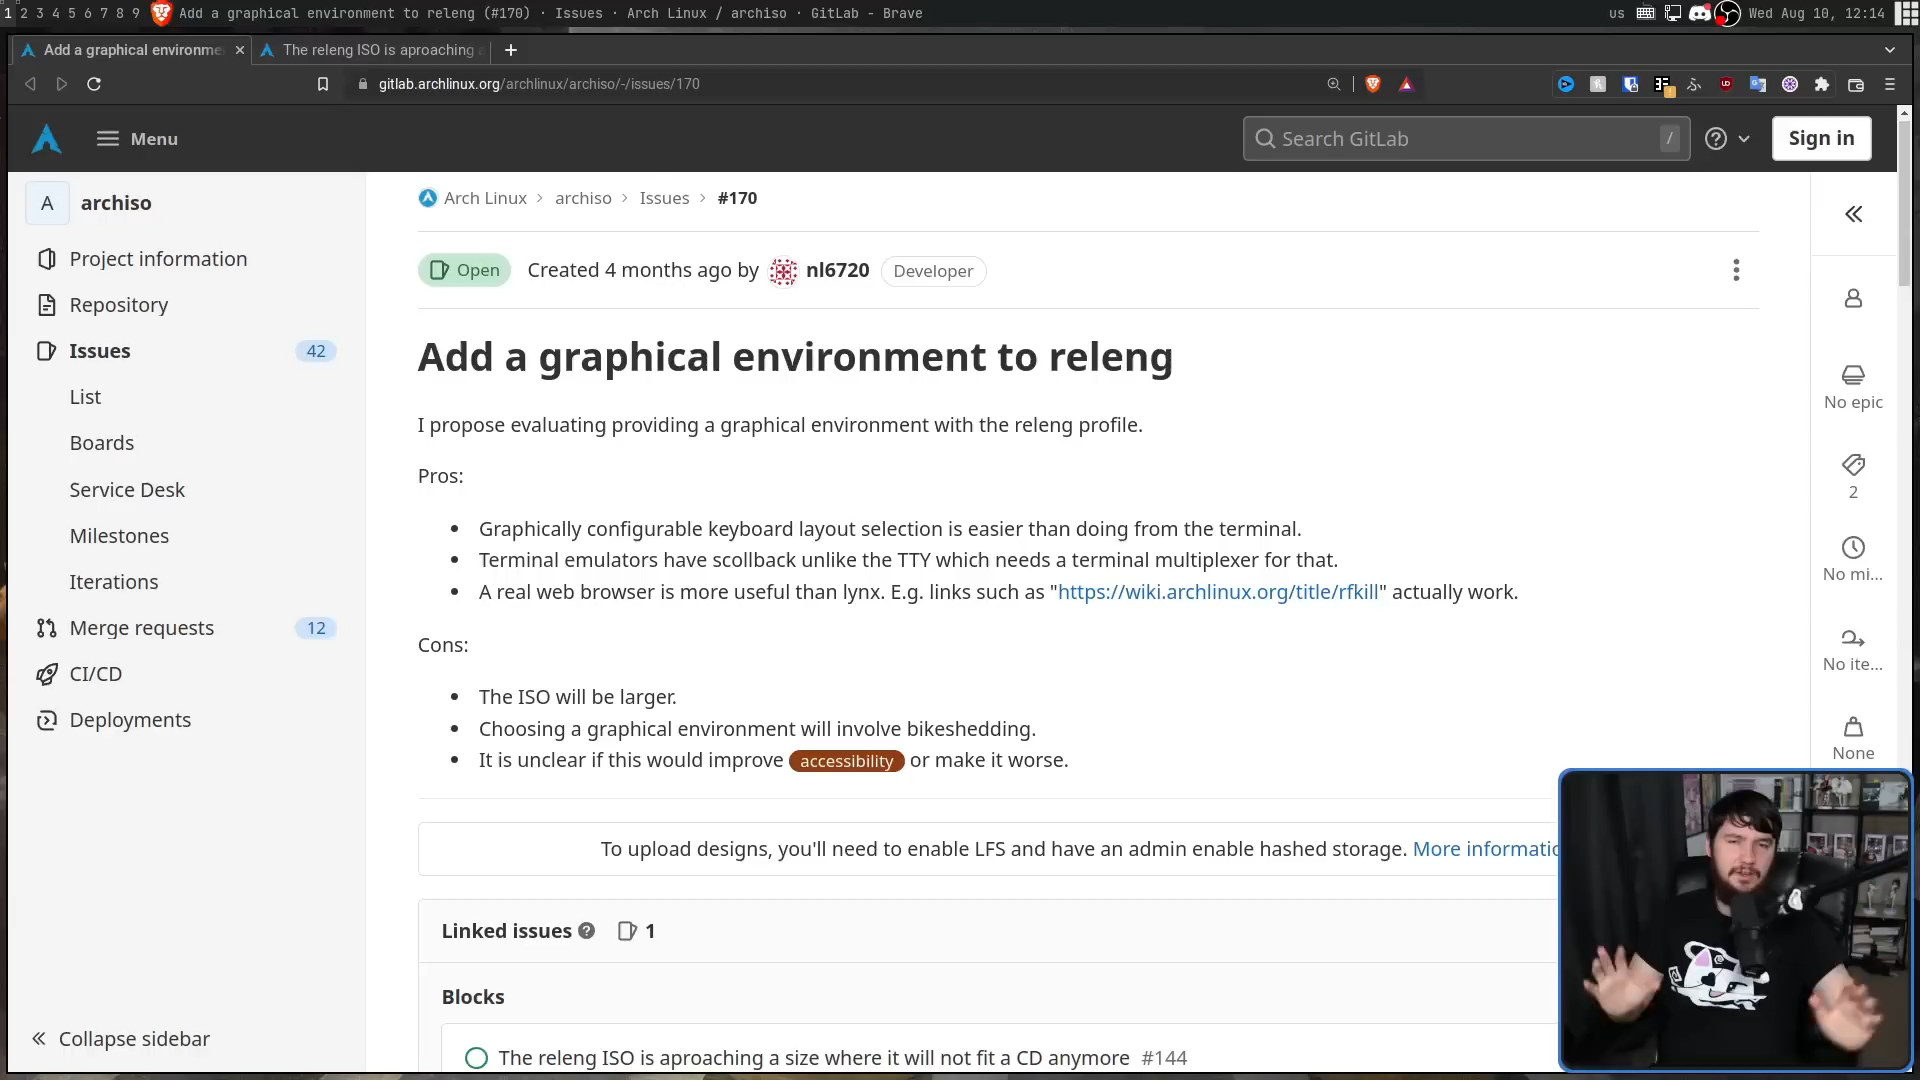 1 2 3 4 5 6 7 8 9 Add a graphical environment to releng (#170) · Issues · Arch Linux / archiso · GitLab - Brave
us Wed Aug 10, 12:14
Add a graphical environme
The releng ISO is aproaching a
gitlab.archlinux.org/archlinux/archiso/-/issues/170
Menu
Search GitLab /
Sign in
A archiso
Project information
Repository
Issues 42
List
Boards
Service Desk
Milestones
Iterations
Merge requests 12
CI/CD
Deployments
Collapse sidebar
Arch Linux › archiso › Issues › #170
Open Created 4 months ago by nl6720 Developer
Add a graphical environment to releng
I propose evaluating providing a graphical environment with the releng profile.
Pros:
• Graphically configurable keyboard layout selection is easier than doing from the terminal.
• Terminal emulators have scollback unlike the TTY which needs a terminal multiplexer for that.
• A real web browser is more useful than lynx. E.g. links such as "https://wiki.archlinux.org/title/rfkill" actually work.
Cons:
• The ISO will be larger.
• Choosing a graphical environment will involve bikeshedding.
• It is unclear if this would improve accessibility or make it worse.
To upload designs, you'll need to enable LFS and have an admin enable hashed storage. More informatio
Linked issues 1
Blocks
The releng ISO is aproaching a size where it will not fit a CD anymore #144
No epic
2
No mi...
No ite...
None